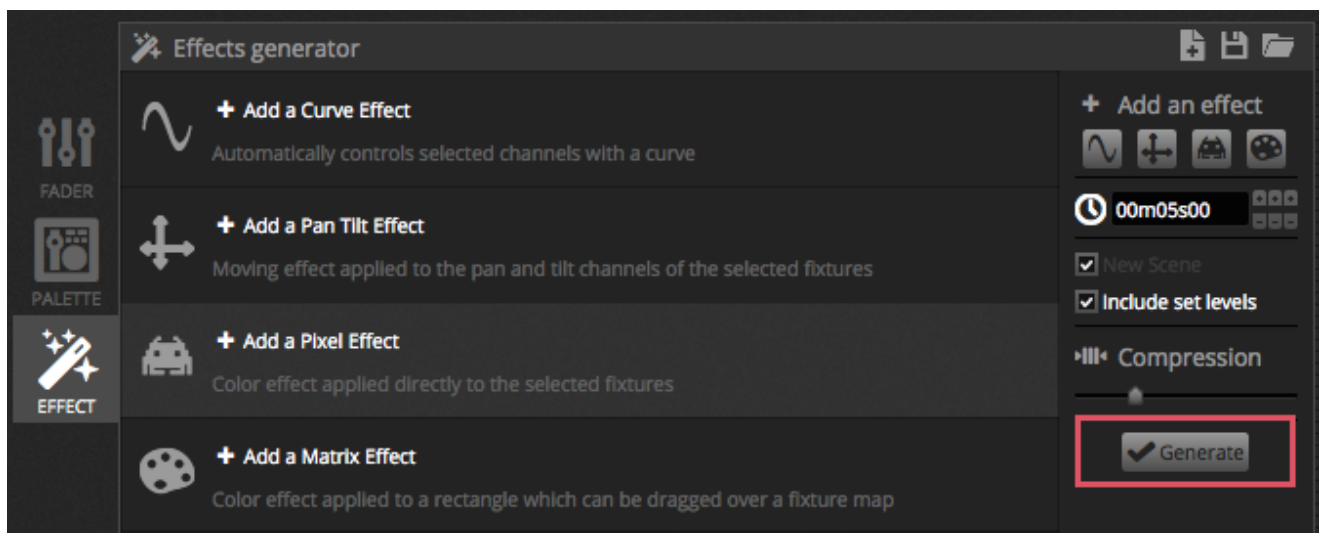 Effects generator
FADER
PALETTE
EFFECT
+ Add a Curve Effect
Automatically controls selected channels with a curve
+ Add a Pan Tilt Effect
Moving effect applied to the pan and tilt channels of the selected fixtures
+ Add a Pixel Effect
Color effect applied directly to the selected fixtures
+ Add a Matrix Effect
Color effect applied to a rectangle which can be dragged over a fixture map
+ Add an effect
00m05s00
New Scene
Include set levels
Compression
Generate